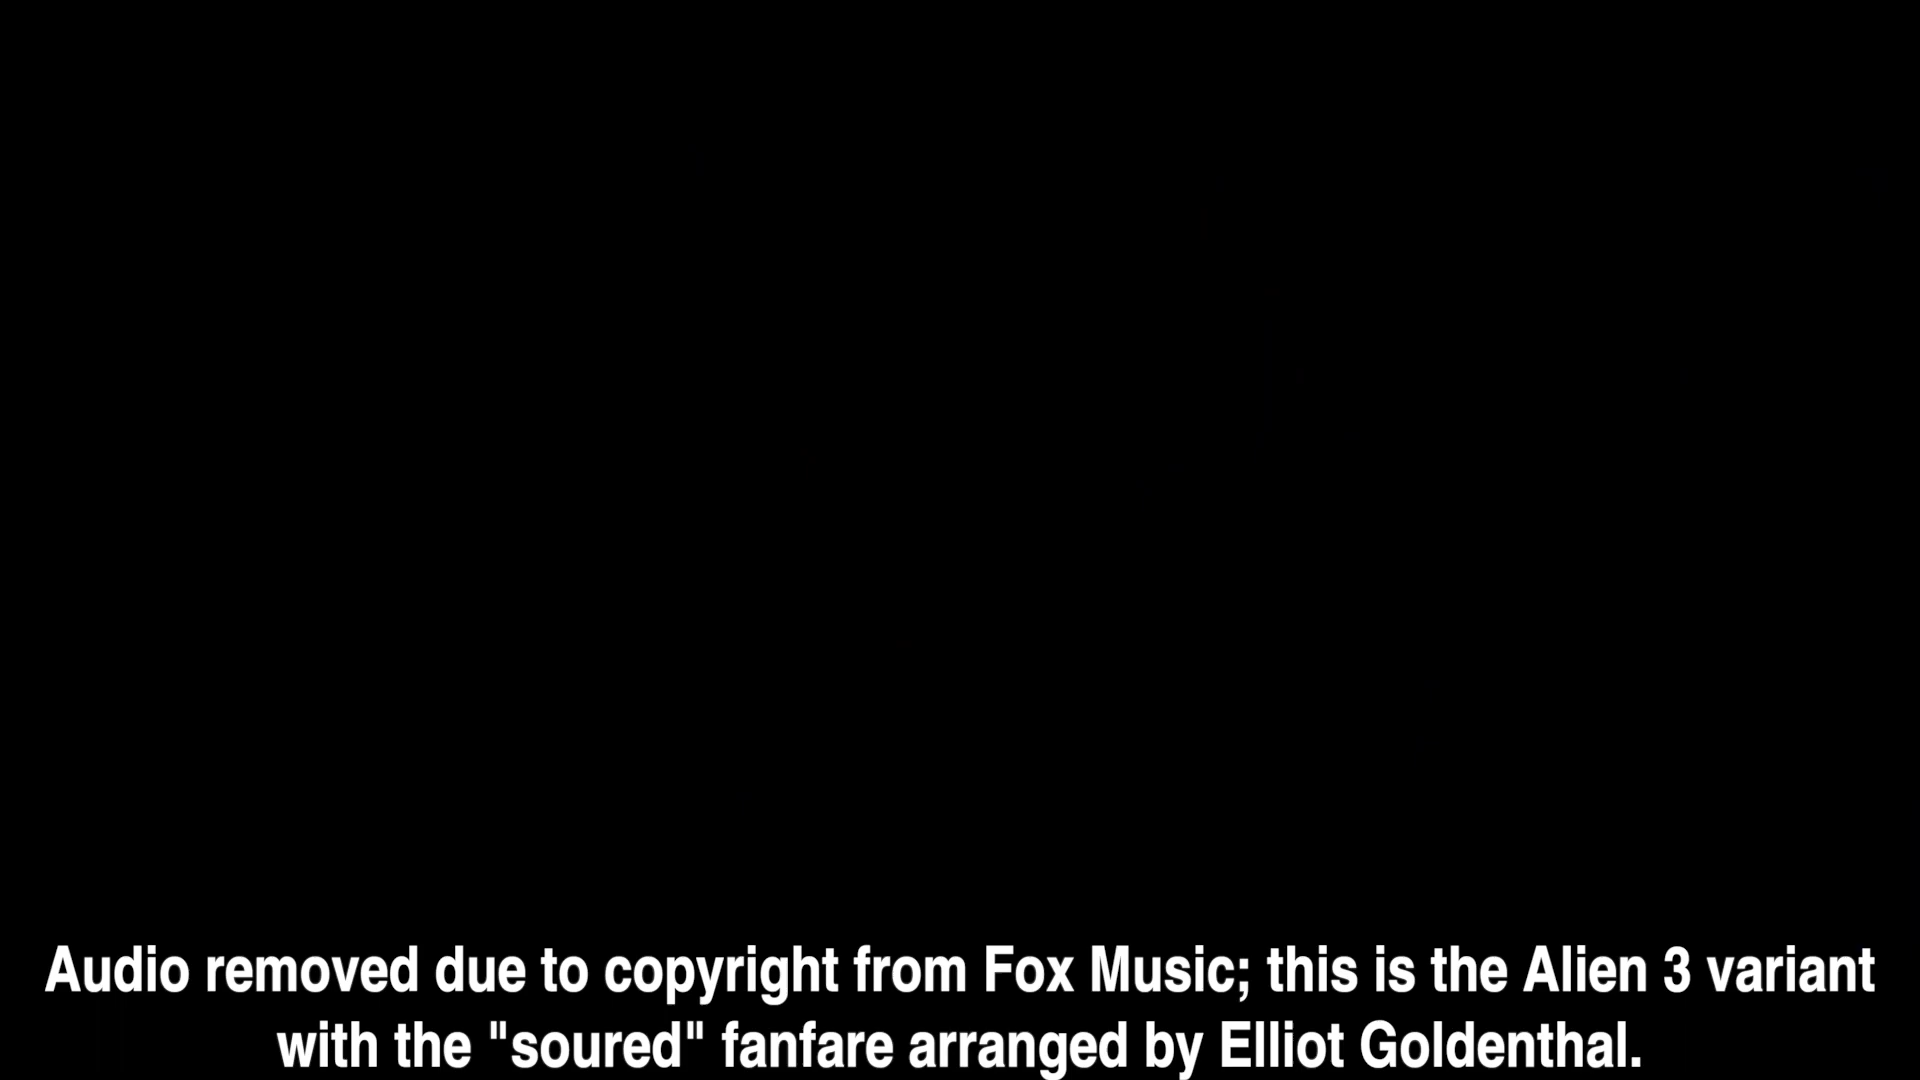 Audio removed due to copyright from Fox Music; this is the Alien 3 variant
with the "soured" fanfare arranged by Elliot Goldenthal.